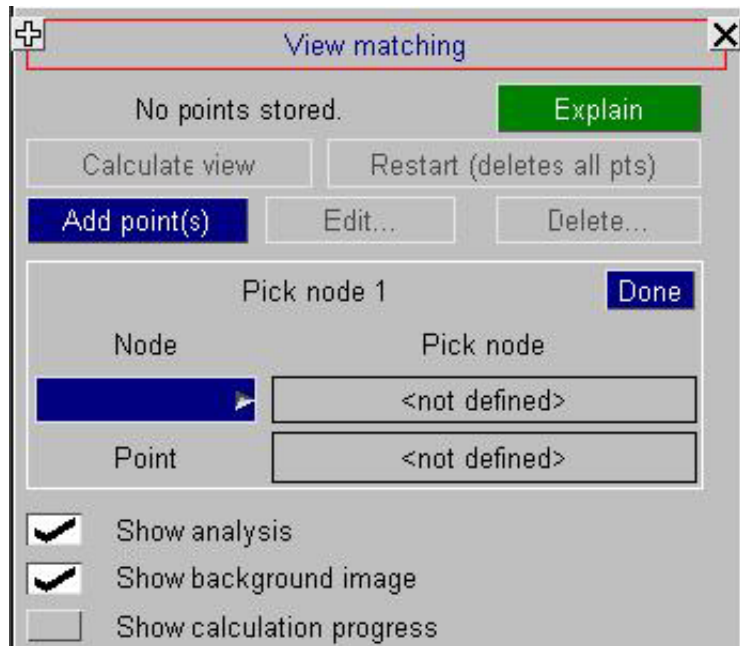 View matching
No points stored. Explain
Calculate view Restart (deletes all pts)
Add point(s) Edit... Delete...
Pick node 1 Done
Node Pick node
<not defined>
Point <not defined>
Show analysis
Show background image
Show calculation progress